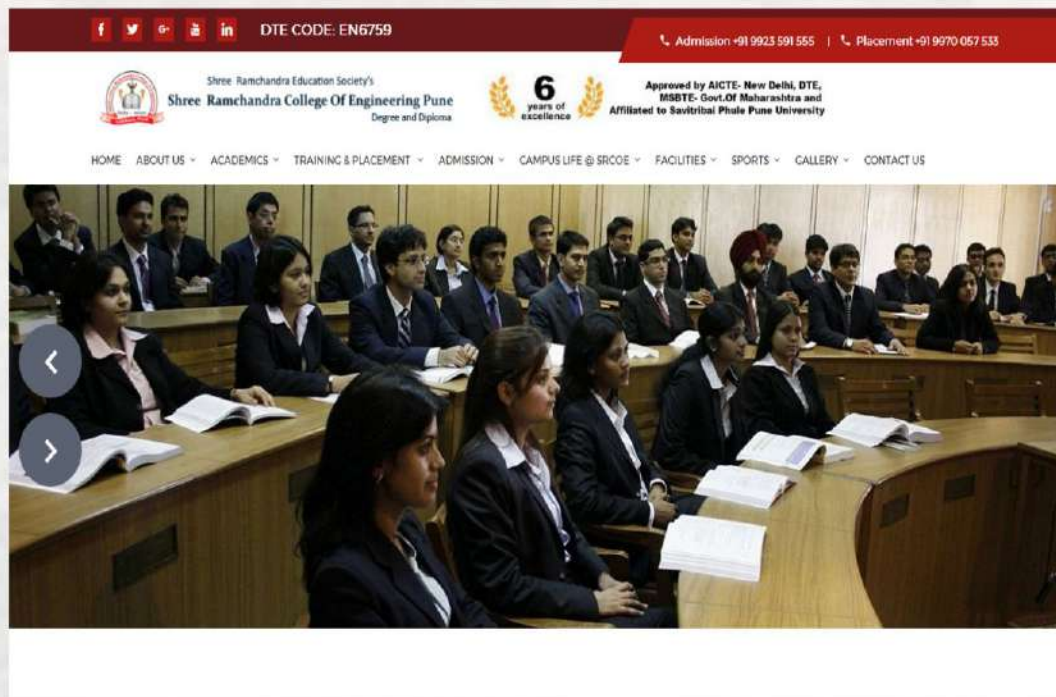 DTE CODE: EN6759
Admission +91 9923 591 555 | Placement +91 9970 057 533
Shree Ramchandra Education Society's
Shree Ramchandra College Of Engineering Pune
Degree and Diploma
6
years of
excellence
Approved by AICTE- New Delhi, DTE,
MSBTE- Govt.Of Maharashtra and
Affiliated to Savitribai Phule Pune University
HOME ABOUT US ACADEMICS TRAINING & PLACEMENT ADMISSION CAMPUS LIFE @ SRCOE FACILITIES SPORTS GALLERY CONTACT US